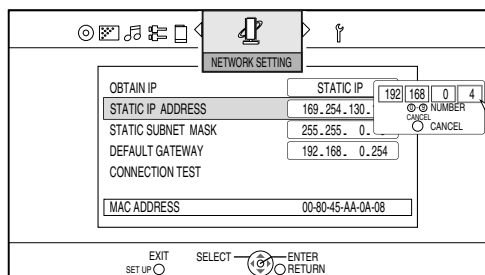 NETWORK SETTING
OBTAIN IP STATIC IP
STATIC IP ADDRESS 169.254.130.
192 168 0 4
0-9 NUMBER
CANCEL
CANCEL
STATIC SUBNET MASK 255.255. 0.
DEFAULT GATEWAY 192.168. 0.254
CONNECTION TEST
MAC ADDRESS 00-80-45-AA-0A-08
EXIT
SET UP
SELECT
ENTER
RETURN